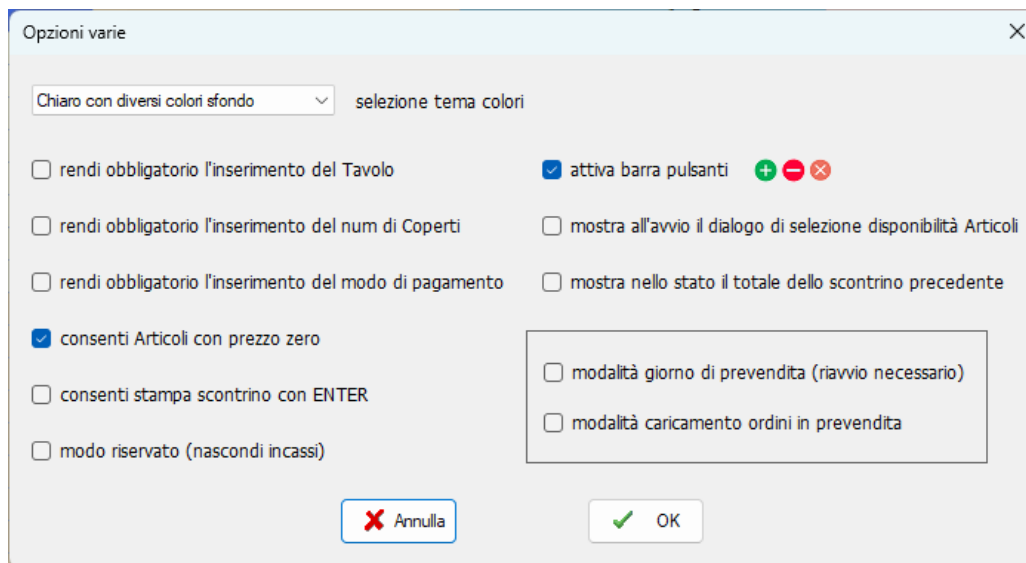 Opzioni varie
Chiaro con diversi colori sfondo
selezione tema colori
rendi obbligatorio l'inserimento del Tavolo
rendi obbligatorio l'inserimento del num di Coperti
rendi obbligatorio l'inserimento del modo di pagamento
consenti Articoli con prezzo zero
consenti stampa scontrino con ENTER
modo riservato (nascondi incassi)
attiva barra pulsanti
mostra all'avvio il dialogo di selezione disponibilità Articoli
mostra nello stato il totale dello scontrino precedente
modalità giorno di prevendita (riavvio necessario)
modalità caricamento ordini in prevendita
Annulla
OK